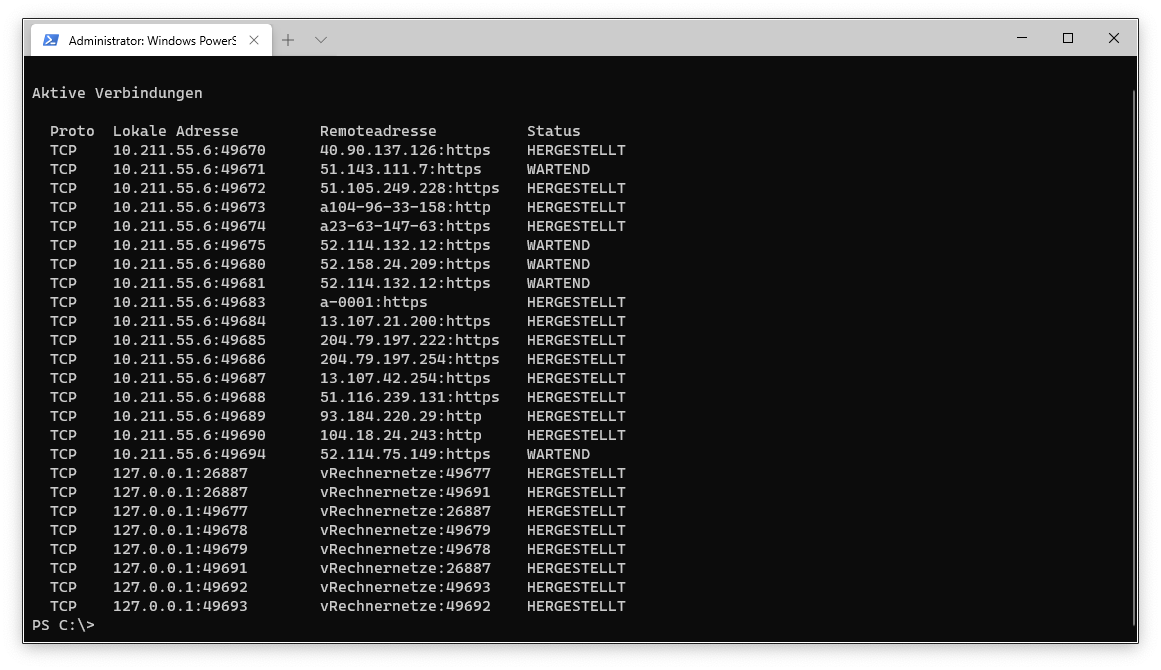 Administrator: Windows PowerS
Aktive Verbindungen
Proto Lokale Adresse Remoteadresse Status
TCP 10.211.55.6:49670 40.90.137.126:https HERGESTELLT
TCP 10.211.55.6:49671 51.143.111.7:https WARTEND
TCP 10.211.55.6:49672 51.105.249.228:https HERGESTELLT
TCP 10.211.55.6:49673 a104-96-33-158:http HERGESTELLT
TCP 10.211.55.6:49674 a23-63-147-63:https HERGESTELLT
TCP 10.211.55.6:49675 52.114.132.12:https WARTEND
TCP 10.211.55.6:49680 52.158.24.209:https WARTEND
TCP 10.211.55.6:49681 52.114.132.12:https WARTEND
TCP 10.211.55.6:49683 a-0001:https HERGESTELLT
TCP 10.211.55.6:49684 13.107.21.200:https HERGESTELLT
TCP 10.211.55.6:49685 204.79.197.222:https HERGESTELLT
TCP 10.211.55.6:49686 204.79.197.254:https HERGESTELLT
TCP 10.211.55.6:49687 13.107.42.254:https HERGESTELLT
TCP 10.211.55.6:49688 51.116.239.131:https HERGESTELLT
TCP 10.211.55.6:49689 93.184.220.29:http HERGESTELLT
TCP 10.211.55.6:49690 104.18.24.243:http HERGESTELLT
TCP 10.211.55.6:49694 52.114.75.149:https WARTEND
TCP 127.0.0.1:26887 vRechnernetze:49677 HERGESTELLT
TCP 127.0.0.1:26887 vRechnernetze:49691 HERGESTELLT
TCP 127.0.0.1:49677 vRechnernetze:26887 HERGESTELLT
TCP 127.0.0.1:49678 vRechnernetze:49679 HERGESTELLT
TCP 127.0.0.1:49679 vRechnernetze:49678 HERGESTELLT
TCP 127.0.0.1:49691 vRechnernetze:26887 HERGESTELLT
TCP 127.0.0.1:49692 vRechnernetze:49693 HERGESTELLT
TCP 127.0.0.1:49693 vRechnernetze:49692 HERGESTELLT
PS C:\>